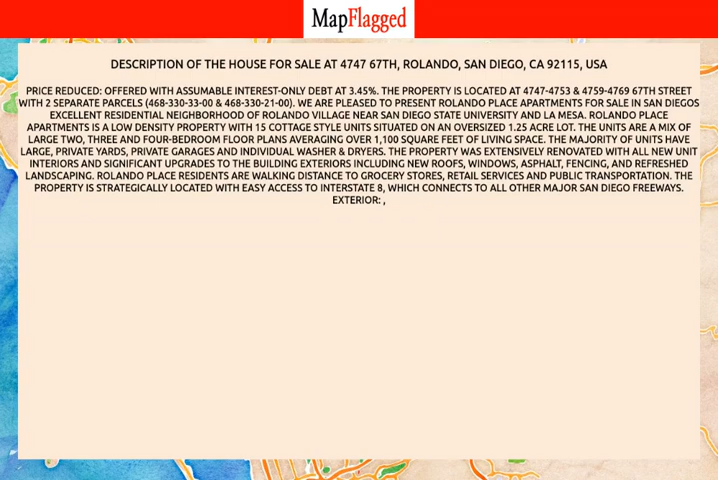 MapFlagged
DESCRIPTION OF THE HOUSE FOR SALE AT 4747 67TH, ROLANDO, SAN DIEGO, CA 92115, USA
PRICE REDUCED: OFFERED WITH ASSUMABLE INTEREST-ONLY DEBT AT 3.45%. THE PROPERTY IS LOCATED AT 4747-4753 & 4759-4769 67TH STREET
WITH 2 SEPARATE PARCELS (468-330-33-00 & 468-330-21-00). WE ARE PLEASED TO PRESENT ROLANDO PLACE APARTMENTS FOR SALE IN SAN DIEGOS
EXCELLENT RESIDENTIAL NEIGHBORHOOD OF ROLANDO VILLAGE NEAR SAN DIEGO STATE UNIVERSITY AND LA MESA. ROLANDO PLACE
APARTMENTS IS A LOW DENSITY PROPERTY WITH 15 COTTAGE STYLE UNITS SITUATED ON AN OVERSIZED 1.25 ACRE LOT. THE UNITS ARE A MIX OF
LARGE TWO, THREE AND FOUR-BEDROOM FLOOR PLANS AVERAGING OVER 1,100 SQUARE FEET OF LIVING SPACE. THE MAJORITY OF UNITS HAVE
LARGE, PRIVATE YARDS, PRIVATE GARAGES AND INDIVIDUAL WASHER & DRYERS. THE PROPERTY WAS EXTENSIVELY RENOVATED WITH ALL NEW UNIT
INTERIORS AND SIGNIFICANT UPGRADES TO THE BUILDING EXTERIORS INCLUDING NEW ROOFS, WINDOWS, ASPHALT, FENCING, AND REFRESHED
LANDSCAPING. ROLANDO PLACE RESIDENTS ARE WALKING DISTANCE TO GROCERY STORES, RETAIL SERVICES AND PUBLIC TRANSPORTATION. THE
PROPERTY IS STRATEGICALLY LOCATED WITH EASY ACCESS TO INTERSTATE 8, WHICH CONNECTS TO ALL OTHER MAJOR SAN DIEGO FREEWAYS.
EXTERIOR: ,